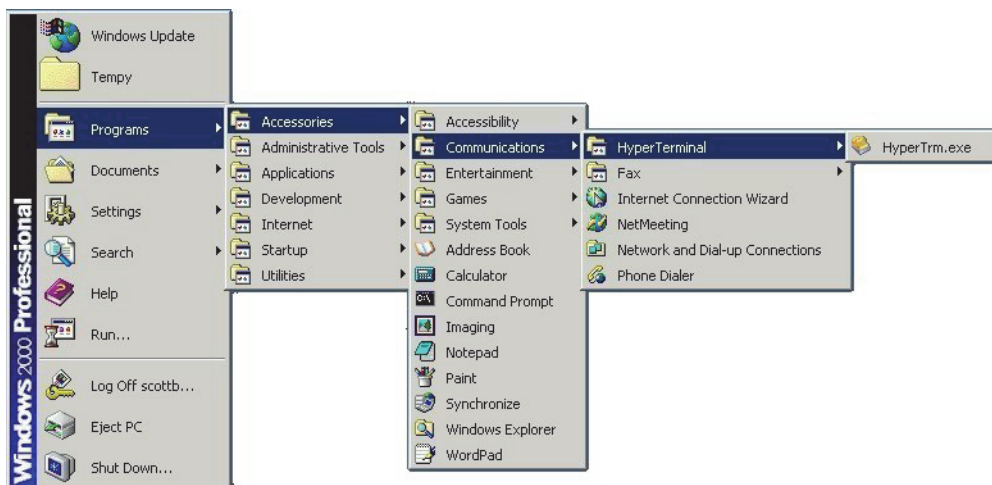 Windows 2000 Professional
Windows Update
Tempy
Programs
Documents
Settings
Search
Help
Run...
Log Off scottb...
Eject PC
Shut Down...
Accessories
Administrative Tools
Applications
Development
Internet
Startup
Utilities
Accessibility
Communications
Entertainment
Games
System Tools
Address Book
Calculator
Command Prompt
Imaging
Notepad
Paint
Synchronize
Windows Explorer
WordPad
HyperTerminal
Fax
Internet Connection Wizard
NetMeeting
Network and Dial-up Connections
Phone Dialer
HyperTrm.exe